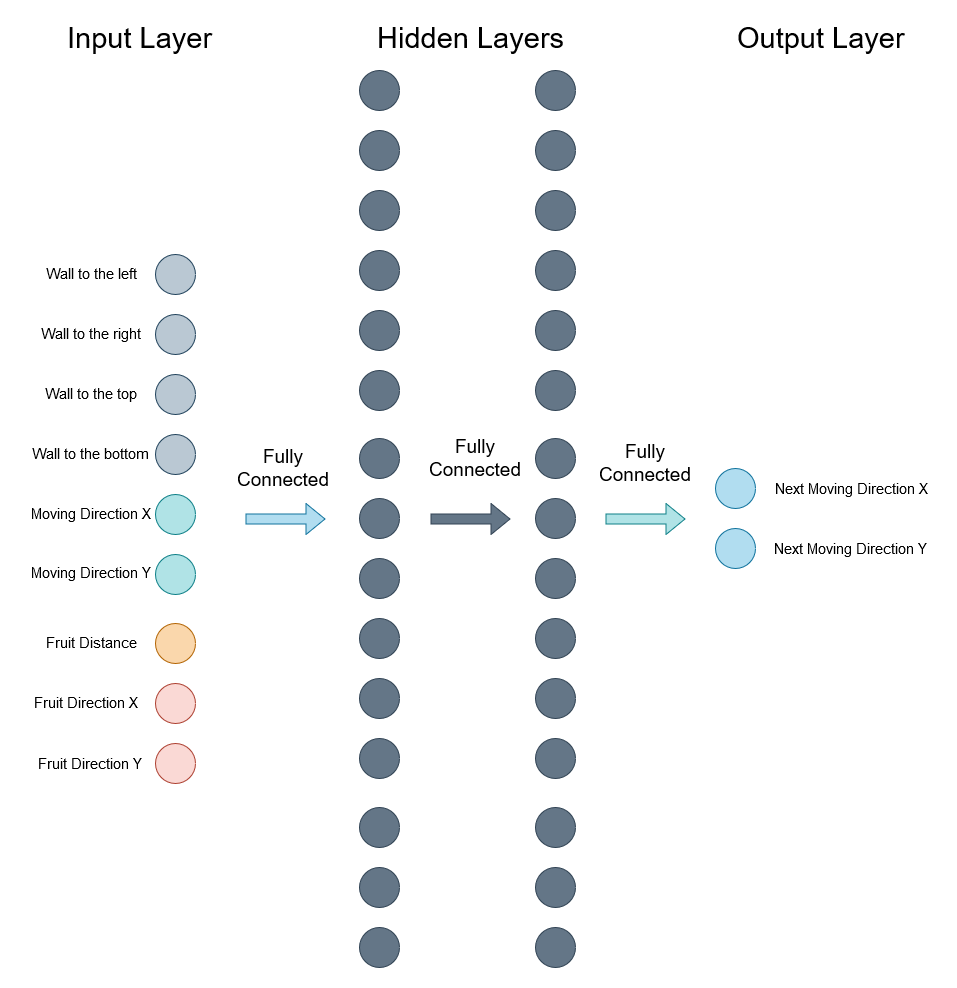 Input Layer
Hidden Layers
Output Layer
Wall to the left
Wall to the right
Wall to the top
Wall to the bottom
Moving Direction X
Moving Direction Y
Fruit Distance
Fruit Direction X
Fruit Direction Y
Fully
Connected
Fully
Connected
Fully
Connected
Next Moving Direction X
Next Moving Direction Y